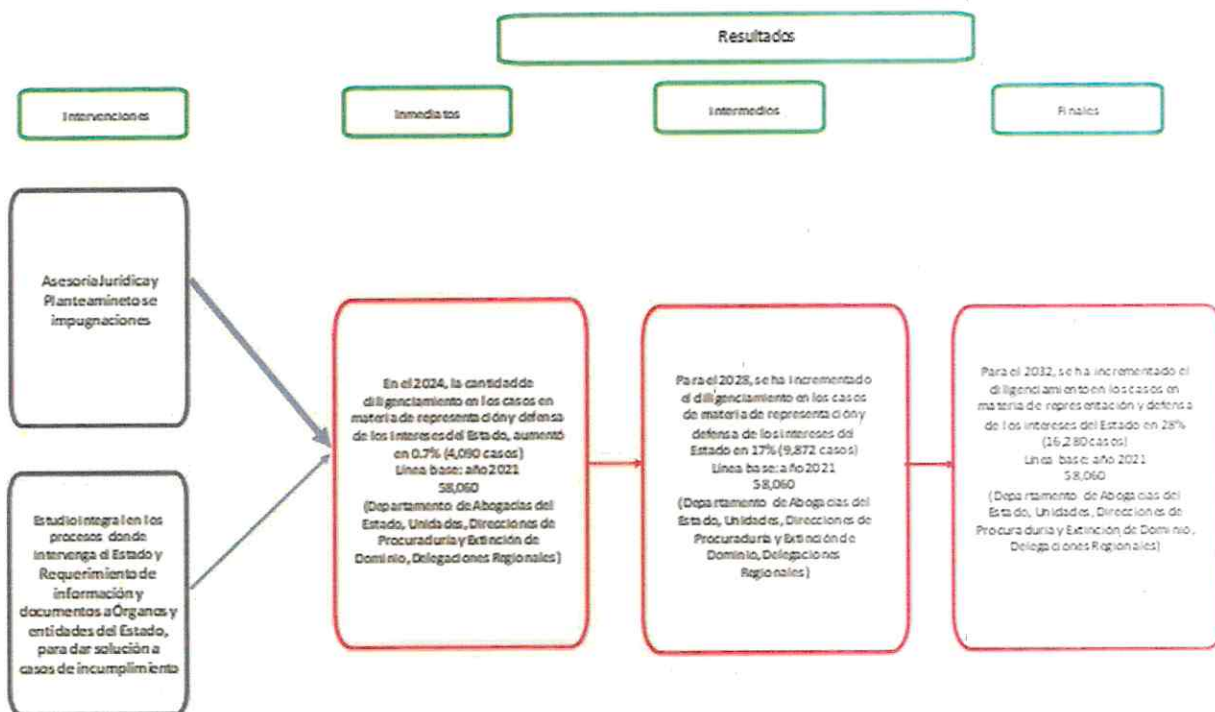 Resultados
Intervenciones
Inmediatos
Intermedios
Finales
Asesoria Juridica y
Planteamineto se
impugnaciones
Estudio integral en los
procesos donde
intervenga el Estado y
Requerimiento de
información y
documentos a Órganos y
entidades del Estado,
para dar solución a
casos de incumplimiento
En el 2024, la cantidad de
diligenciamiento en los casos en
materia de representación y defensa
de los intereses del Estado, aumentó
en 0.7% (4,090 casos)
Línea base: año 2021
58,060
(Departamento de Abogacías del
Estado, Unidades, Direcciones de
Procuraduría y Extinción de
Dominio, Delegaciones Regionales)
Para el 2028, se ha incrementado
el diligenciamiento en los casos
de materia de representación y
defensa de los intereses del
Estado en 17% (9,872 casos)
Línea base: año 2021
58,060
(Departamento de Abogacías del
Estado, Unidades, Direcciones de
Procuraduría y Extinción de
Dominio, Delegaciones
Regionales)
Para el 2032, se ha incrementado el
diligenciamiento en los casos en
materia de representación y defensa
de los intereses del Estado en 28%
(16,280 casos)
Línea base: año 2021
58,060
(Departamento de Abogacías del
Estado, Unidades, Direcciones de
Procuraduría y Extinción de Dominio,
Delegaciones Regionales)